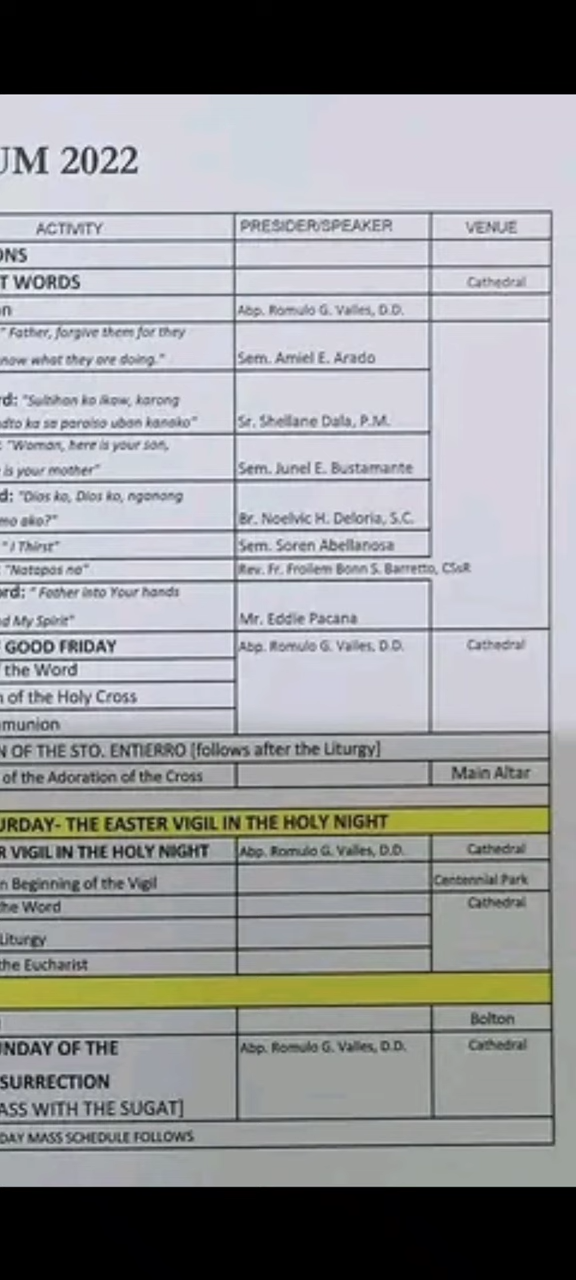 UM 2022
ACTIVITY PRESIDER/SPEAKER VENUE
ONS
T WORDS Cathedral
n Abp. Romulo G. Valles, D.D.
" Father, forgive them for they
now what they are doing." Sem. Amiel E. Arado
rd: "Sultihan ko ikaw, karong
dto ka sa paraiso uban kanako" Sr. Shellane Dala, P.M.
: "Woman, here is your son,
is your mother" Sem. Junel E. Bustamante
d: "Dios ko, Dios ko, nganong
mo ako?" Br. Noelvic H. Deloria, S.C.
" I Thirst" Sem. Soren Abellanosa
: "Natapos na" Rev. Fr. Froilem Bonn S. Barretto, CSsR
ord: " Father into Your hands
d My Spirit" Mr. Eddie Pacana
GOOD FRIDAY Abp. Romulo G. Valles, D.D. Cathedral
the Word
n of the Holy Cross
mmunion
N OF THE STO. ENTIERRO [follows after the Liturgy]
of the Adoration of the Cross Main Altar
URDAY- THE EASTER VIGIL IN THE HOLY NIGHT
R VIGIL IN THE HOLY NIGHT Abp. Romulo G. Valles, D.D. Cathedral
n Beginning of the Vigil Centennial Park
he Word Cathedral
Liturgy
the Eucharist
Bolton
UNDAY OF THE Abp. Romulo G. Valles, D.D. Cathedral
SURRECTION
ASS WITH THE SUGAT]
DAY MASS SCHEDULE FOLLOWS